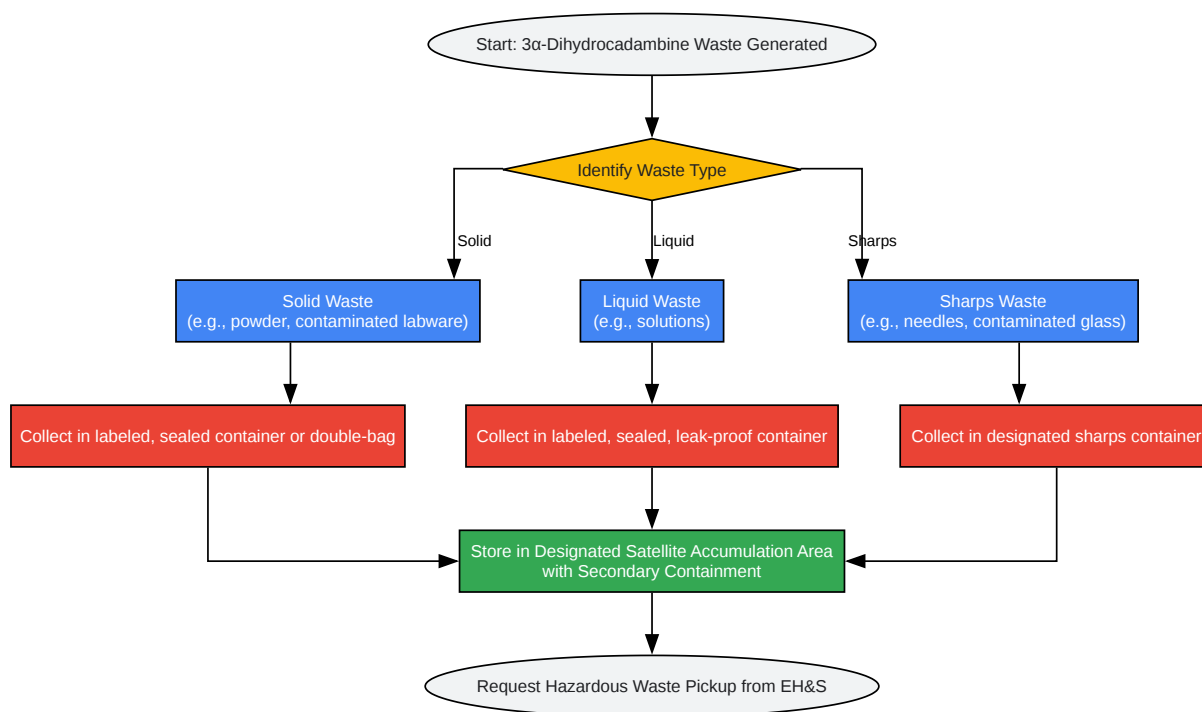 Start: 3α-Dihydrocadambine Waste Generated
Identify Waste Type
Solid
Liquid
Sharps
Solid Waste
(e.g., powder, contaminated labware)
Liquid Waste
(e.g., solutions)
Sharps Waste
(e.g., needles, contaminated glass)
Collect in labeled, sealed container or double-bag
Collect in labeled, sealed, leak-proof container
Collect in designated sharps container
Store in Designated Satellite Accumulation Area
with Secondary Containment
Request Hazardous Waste Pickup from EH&S